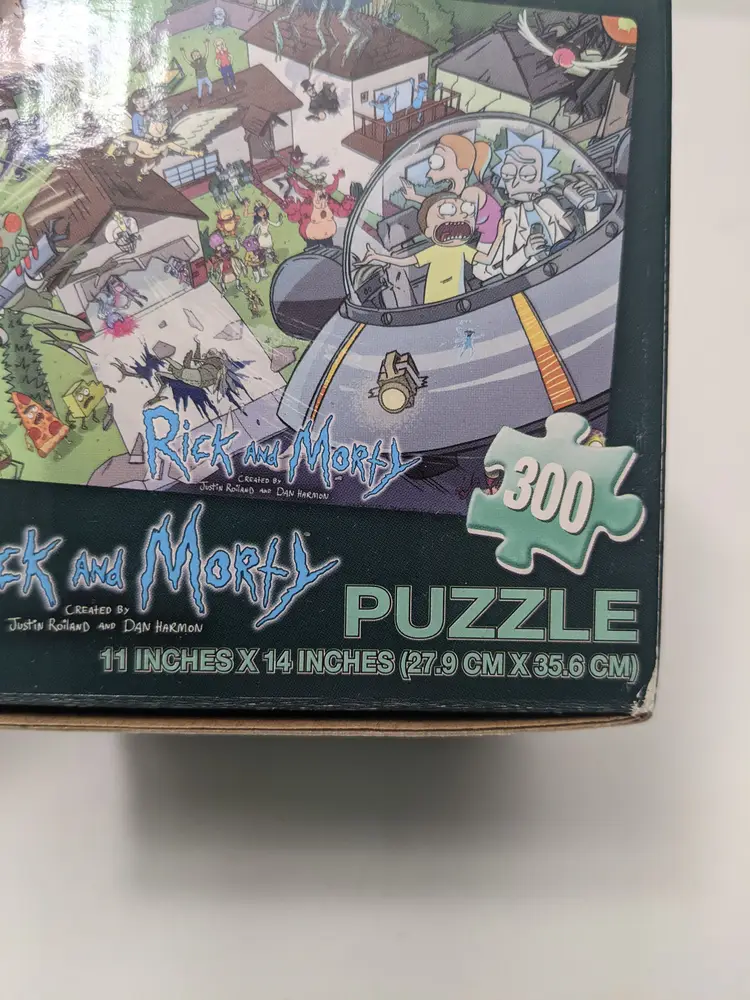 Rick and Morty
Created by
Justin Roiland and Dan Harmon
300
ck and Morty
Created by
Justin Roiland and Dan Harmon
PUZZLE
11 INCHES X 14 INCHES (27.9 CM X 35.6 CM)